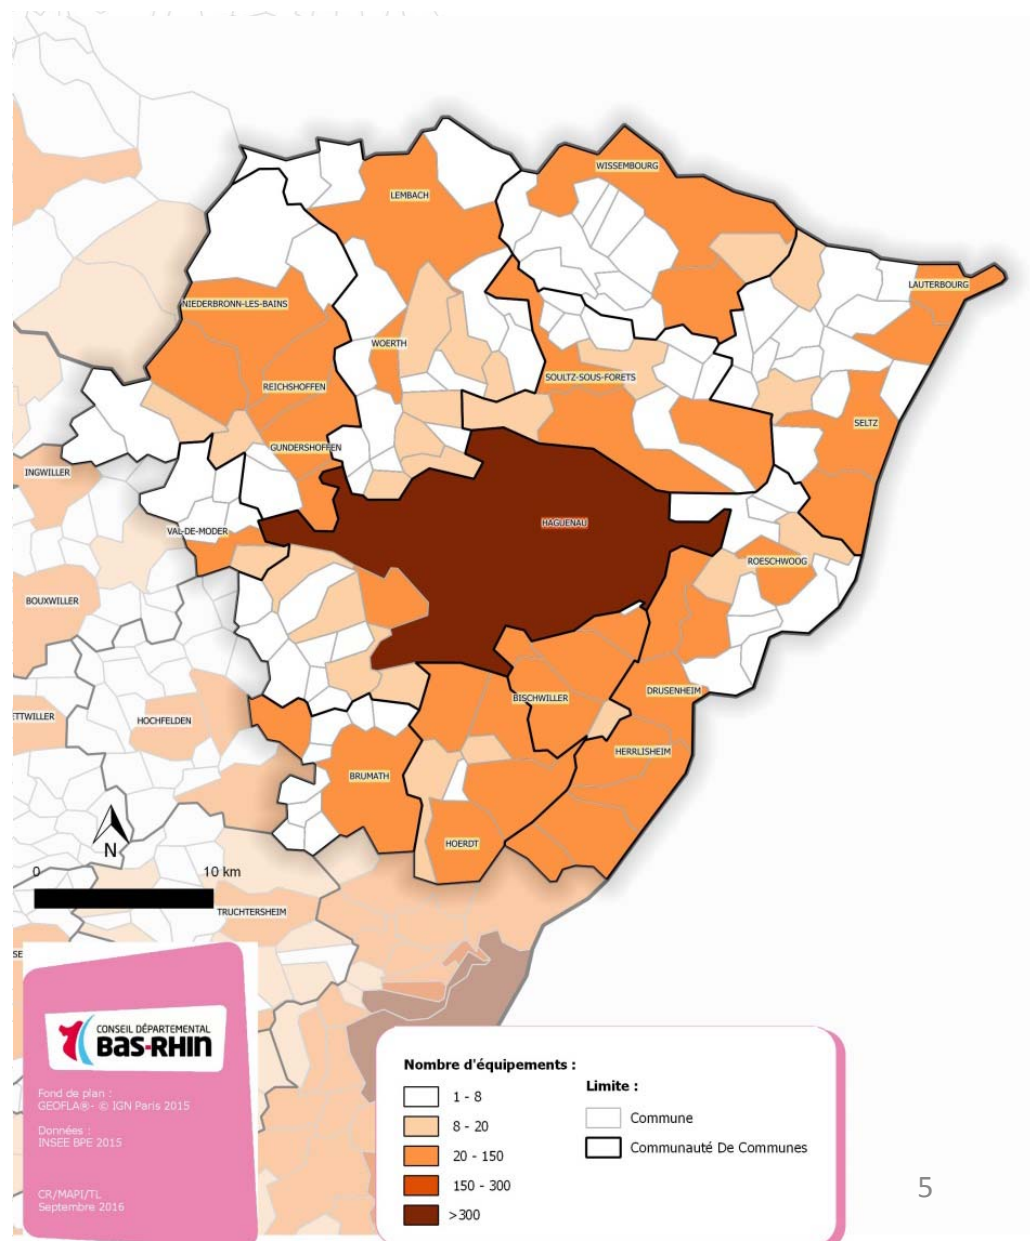 WISSEMBOURG
LEMBACH
LAUTERBOURG
NIEDERBRONN-LES-BAINS
WOERTH
SOULTZ-SOUS-FORETS
REICHSHOFFEN
SELTZ
GUNDERSHOFFEN
INGWILLER
HAGUENAU
VAL-DE-MODER
ROESCHWOOG
BOUXWILLER
DRUSENHEIM
BISCHWILLER
ETTWILLER
HOCHFELDEN
HERRLISHEIM
BRUMATH
HOERDT
N
0 10 km
TRUCHTERSHEIM
SE
CONSEIL DÉPARTEMENTAL
BAS-RHIN
Fond de plan :
GEOFLA®- © IGN Paris 2015
Données :
INSEE BPE 2015
CR/MAPI/TL
Septembre 2016
Nombre d'équipements :
1 - 8
8 - 20
20 - 150
150 - 300
>300
Limite :
Commune
Communauté De Communes
5